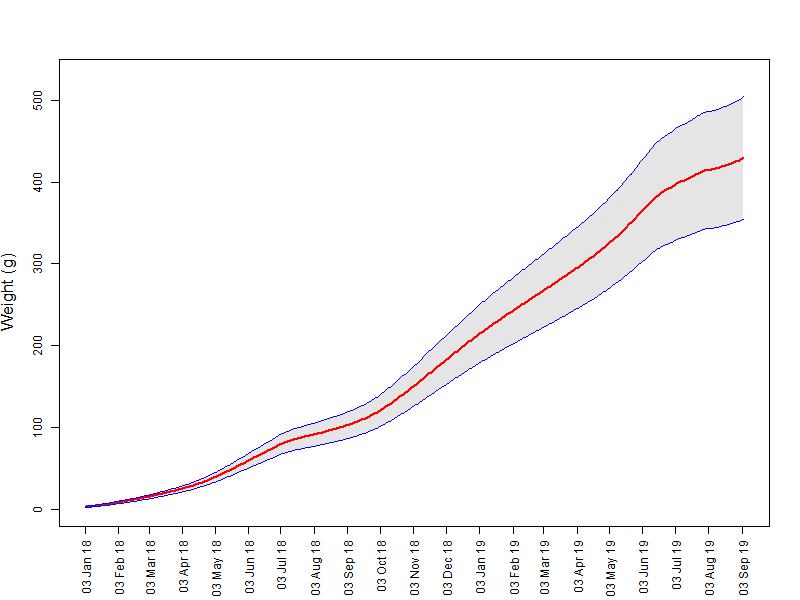 Weight (g)
500
400
300
200
100
0
03 Jan 18
03 Feb 18
03 Mar 18
03 Apr 18
03 May 18
03 Jun 18
03 Jul 18
03 Aug 18
03 Sep 18
03 Oct 18
03 Nov 18
03 Dec 18
03 Jan 19
03 Feb 19
03 Mar 19
03 Apr 19
03 May 19
03 Jun 19
03 Jul 19
03 Aug 19
03 Sep 19